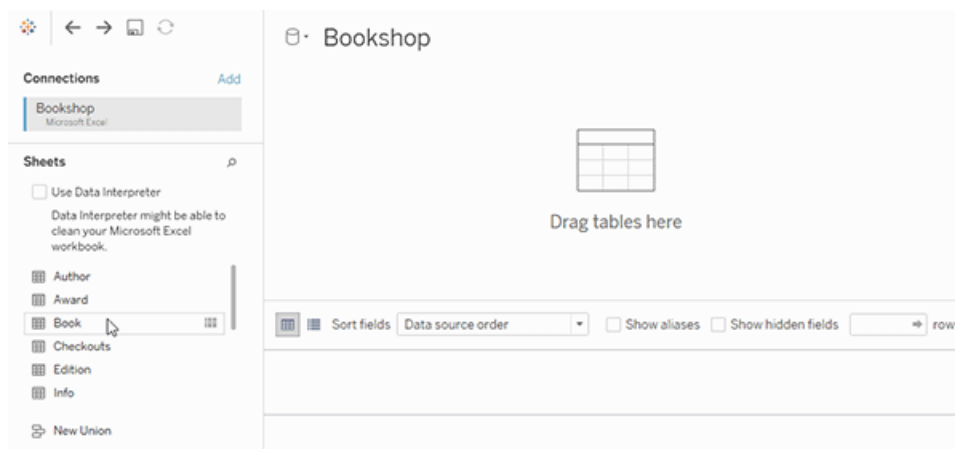 Bookshop
Connections Add
Bookshop
Microsoft Excel
Sheets
Use Data Interpreter
Data Interpreter might be able to
clean your Microsoft Excel
workbook.
Author
Award
Book
Checkouts
Edition
Info
New Union
Drag tables here
Sort fields Data source order Show aliases Show hidden fields row